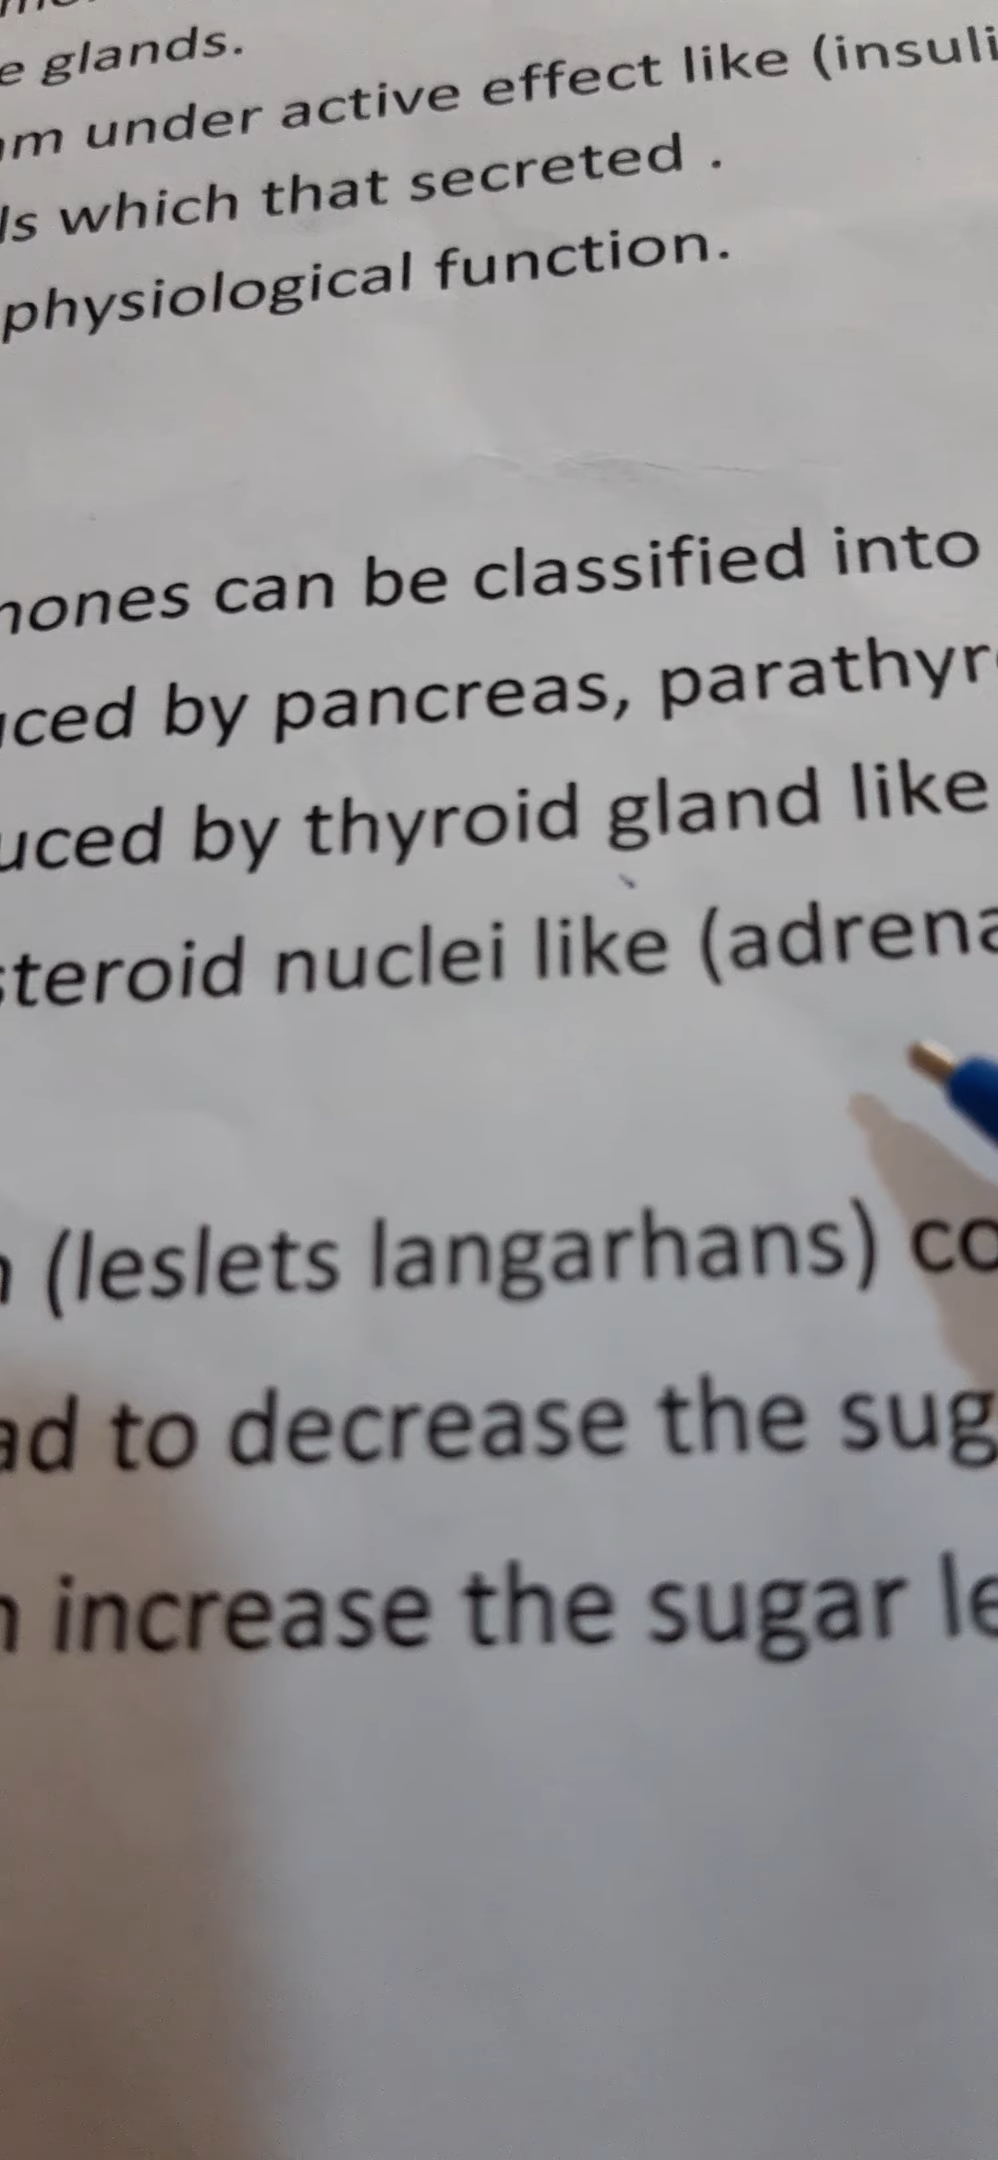 e glands.
m under active effect like (insuli
ls which that secreted .
physiological function.
nones can be classified into
ced by pancreas, parathyr
uced by thyroid gland like
steroid nuclei like (adrena
(leslets langarhans) co
ad to decrease the sug
increase the sugar le